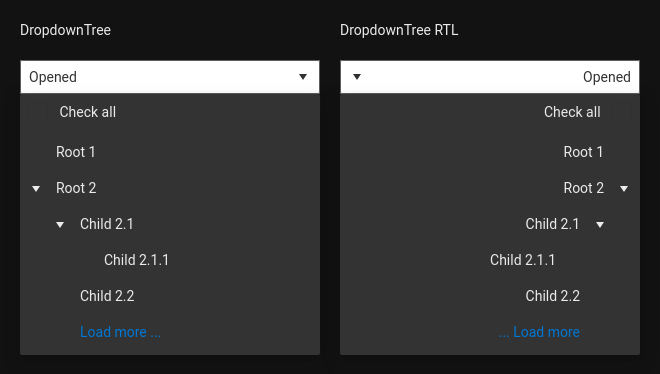 DropdownTree
Opened
Check all
Root 1
Root 2
Child 2.1
Child 2.1.1
Child 2.2
Load more ...
DropdownTree RTL
Opened
Check all
Root 1
Root 2
Child 2.1
Child 2.1.1
Child 2.2
... Load more